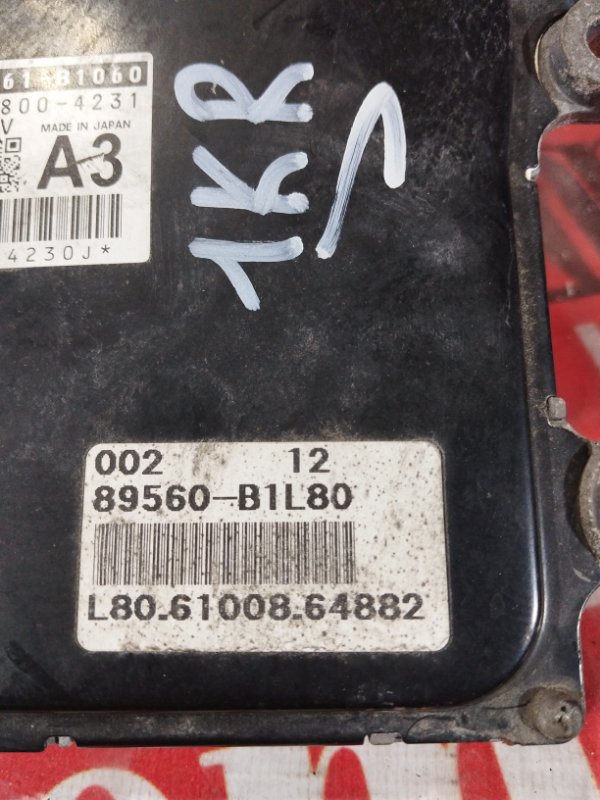 61-B1060
800-4231
V MADE IN JAPAN
A3
4230J*
1KR
002 12
89560-B1L80
L80.61008.64882